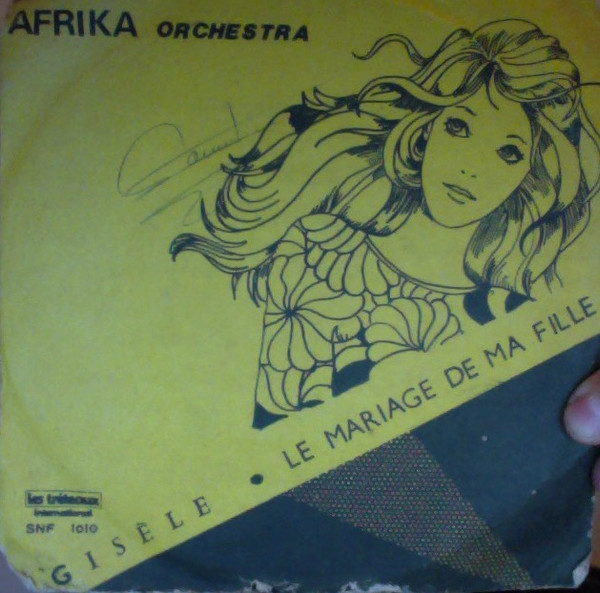 AFRIKA ORCHESTRA
GISÈLE • LE MARIAGE DE MA FILLE
les tréteaux
international
SNF 1010